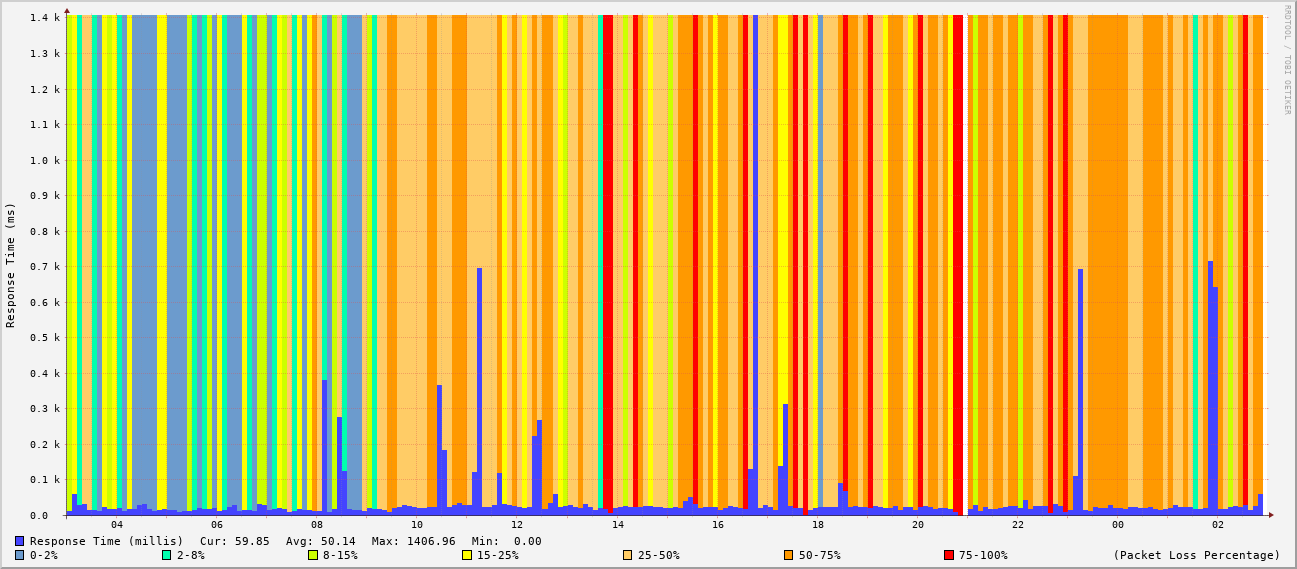 RRDTOOL / TOBI OETIKER
Response Time (ms)
1.4 k
1.3 k
1.2 k
1.1 k
1.0 k
0.9 k
0.8 k
0.7 k
0.6 k
0.5 k
0.4 k
0.3 k
0.2 k
0.1 k
0.0
04 06 08 10 12 14 16 18 20 22 00 02
Response Time (millis) Cur: 59.85 Avg: 50.14 Max: 1406.96 Min: 0.00
0-2% 2-8% 8-15% 15-25% 25-50% 50-75% 75-100% (Packet Loss Percentage)